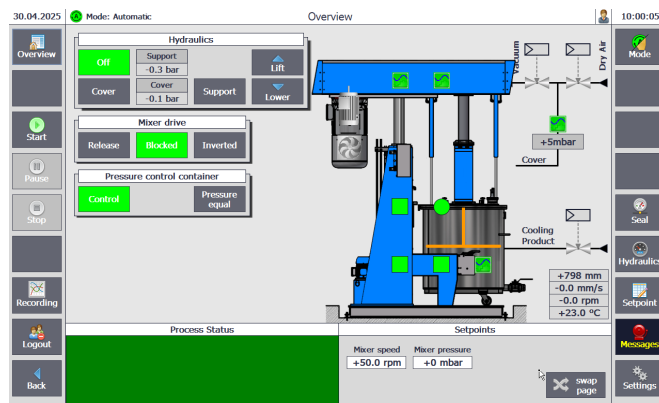 30.04.2025
Mode: Automatic
Overview
10:00:05
Overview
Start
Pause
Stop
Recording
Logout
Back
Hydraulics
Off
Support
-0.3 bar
Lift
Cover
Cover
-0.1 bar
Support
Lower
Mixer drive
Release
Blocked
Inverted
Pressure control container
Control
Pressure
equal
Vacuum
Dry Air
+5mbar
Cover
Cooling
Product
+798 mm
-0.0 mm/s
-0.0 rpm
+23.0 °C
Process Status
Setpoints
Mixer speed
Mixer pressure
+50.0 rpm
+0 mbar
swap
page
Mode
Seal
Hydraulics
Setpoint
Messages
Settings